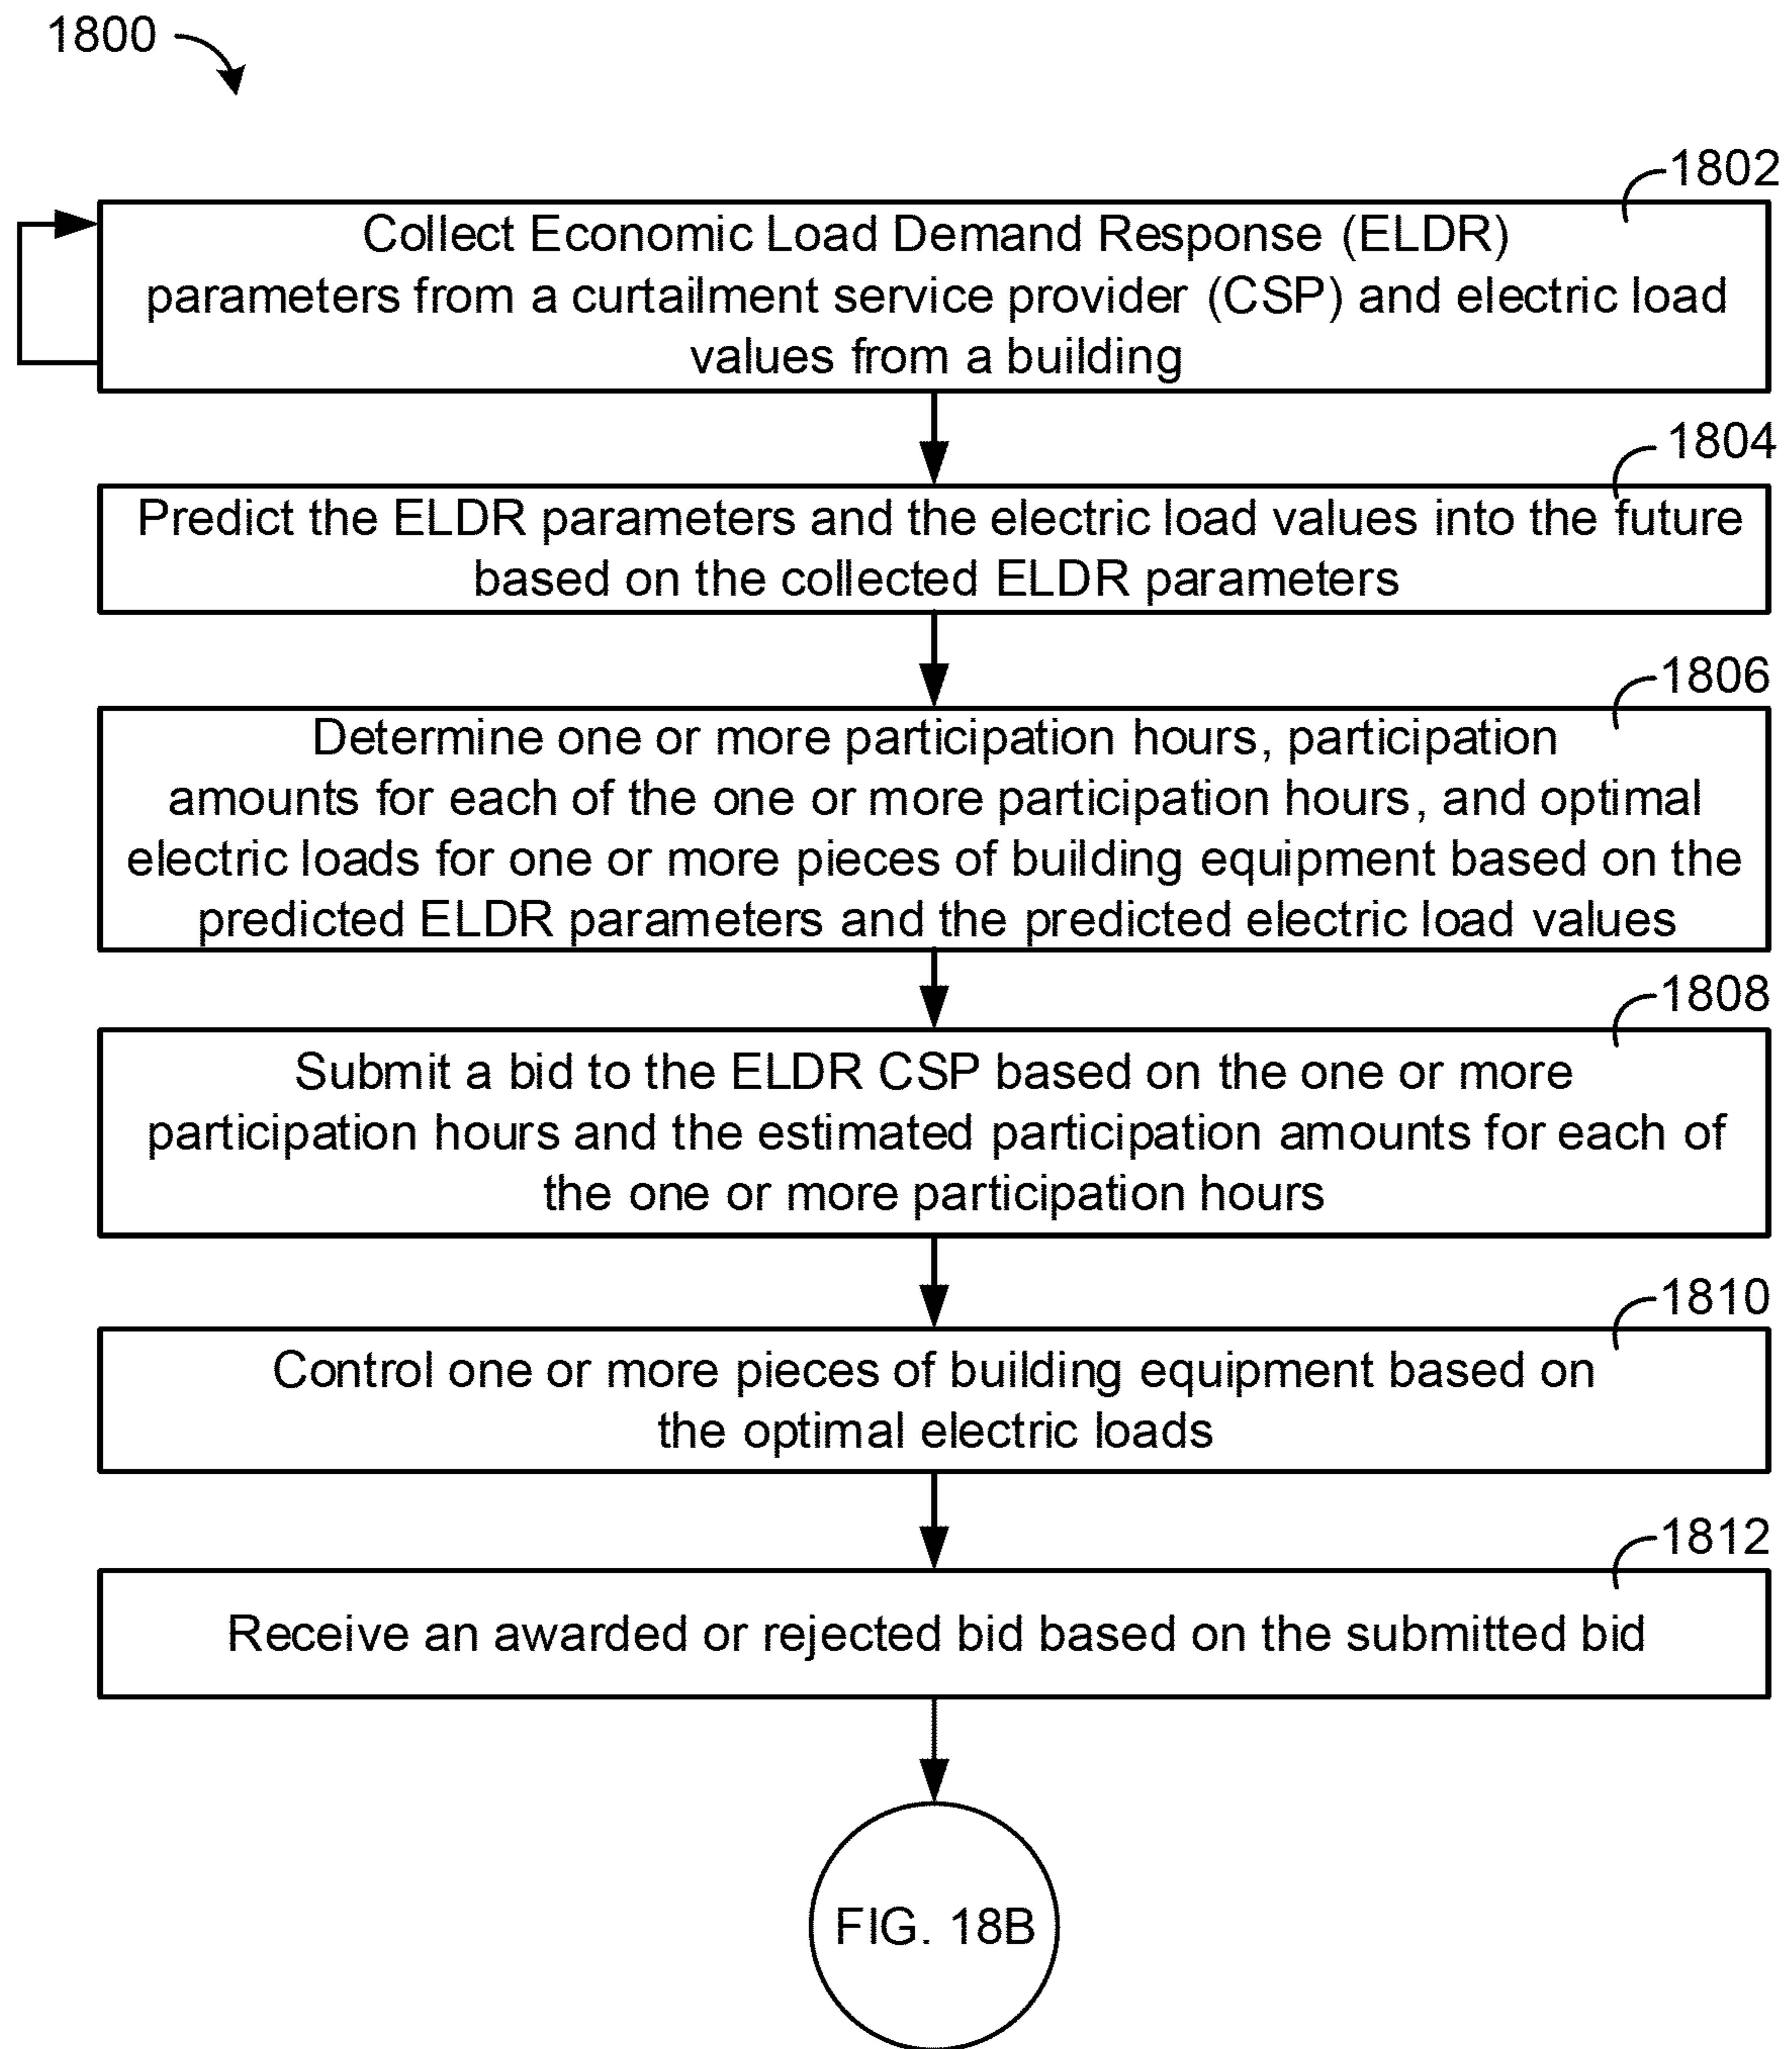 1800
1802
Collect Economic Load Demand Response (ELDR)
parameters from a curtailment service provider (CSP) and electric load
values from a building
1804
Predict the ELDR parameters and the electric load values into the future
based on the collected ELDR parameters
1806
Determine one or more participation hours, participation
amounts for each of the one or more participation hours, and optimal
electric loads for one or more pieces of building equipment based on the
predicted ELDR parameters and the predicted electric load values
1808
Submit a bid to the ELDR CSP based on the one or more
participation hours and the estimated participation amounts for each of
the one or more participation hours
1810
Control one or more pieces of building equipment based on
the optimal electric loads
1812
Receive an awarded or rejected bid based on the submitted bid
FIG. 18B